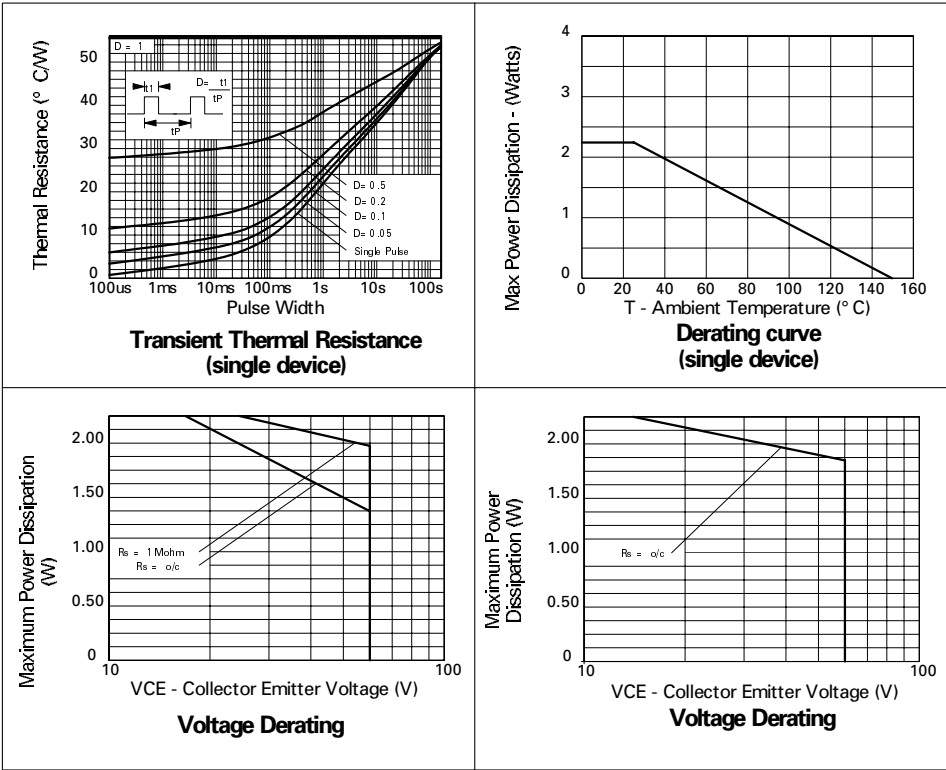 Thermal Resistance (° C/W)
50
40
30
20
10
0
D = 1
t1
D= t1
tP
tP
D= 0.5
D= 0.2
D= 0.1
D= 0.05
Single Pulse
100us 1ms 10ms 100ms 1s 10s 100s
Pulse Width
Transient Thermal Resistance
(single device)
Max Power Dissipation - (Watts)
4
3
2
1
0
0 20 40 60 80 100 120 140 160
T - Ambient Temperature (° C)
Derating curve
(single device)
Maximum Power Dissipation
(W)
2.00
1.50
1.00
0.50
0
Rs = 1 Mohm
Rs = o/c
10 100
VCE - Collector Emitter Voltage (V)
Voltage Derating
Maximum Power
Dissipation (W)
2.00
1.50
1.00
0.50
0
Rs = o/c
10 100
VCE - Collector Emitter Voltage (V)
Voltage Derating